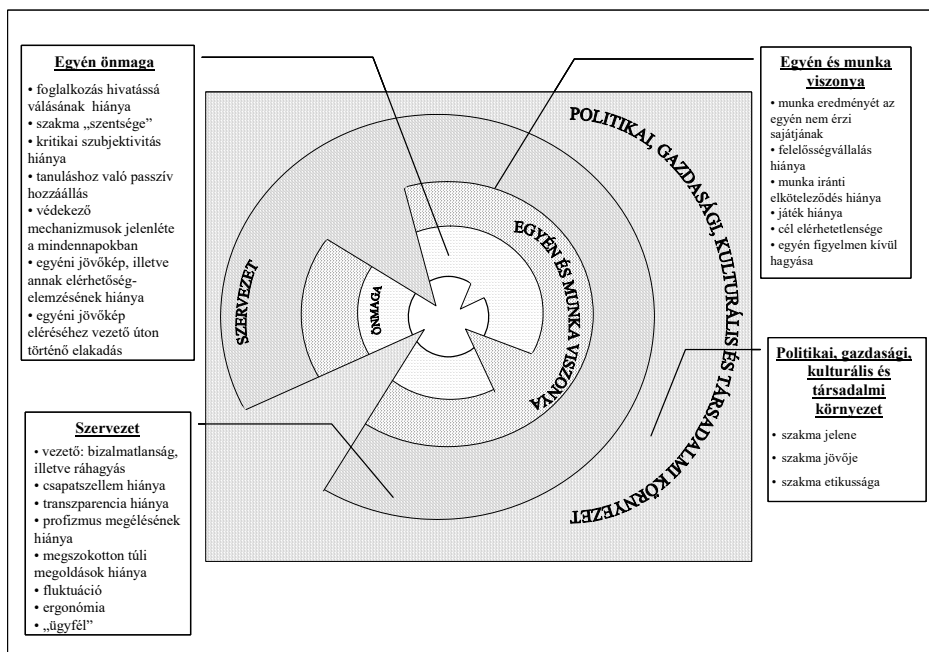 Egyén önmaga
• foglalkozás hivatássá
válásának hiánya
• szakma „szentsége”
• kritikai szubjektivitás
hiánya
• tanuláshoz való passzív
hozzáállás
• védekező
mechanizmusok jelenléte
a mindennapokban
• egyéni jövőkép, illetve
annak elérhetőség-
elemzésének hiánya
• egyéni jövőkép
eléréséhez vezető úton
történő elakadás
Szervezet
• vezető: bizalmatlanság,
illetve ráhagyás
• csapatszellem hiánya
• transzparencia hiánya
• profizmus megélésének
hiánya
• megszokotton túli
megoldások hiánya
• fluktuáció
• ergonómia
• „ügyfél”
SZERVEZET
ÖNMAGA
EGYÉN ÉS MUNKA VISZONYA
POLITIKAI, GAZDASÁGI, KULTURÁLIS ÉS TÁRSADALMI KÖRNYEZET
Egyén és munka
viszonya
• munka eredményét az
egyén nem érzi
sajátjának
• felelősségvállalás
hiánya
• munka iránti
elköteleződés hiánya
• játék hiánya
• cél elérhetetlensége
• egyén figyelmen kívül
hagyása
Politikai, gazdasági,
kulturális és
társadalmi
környezet
• szakma jelene
• szakma jövője
• szakma etikussága